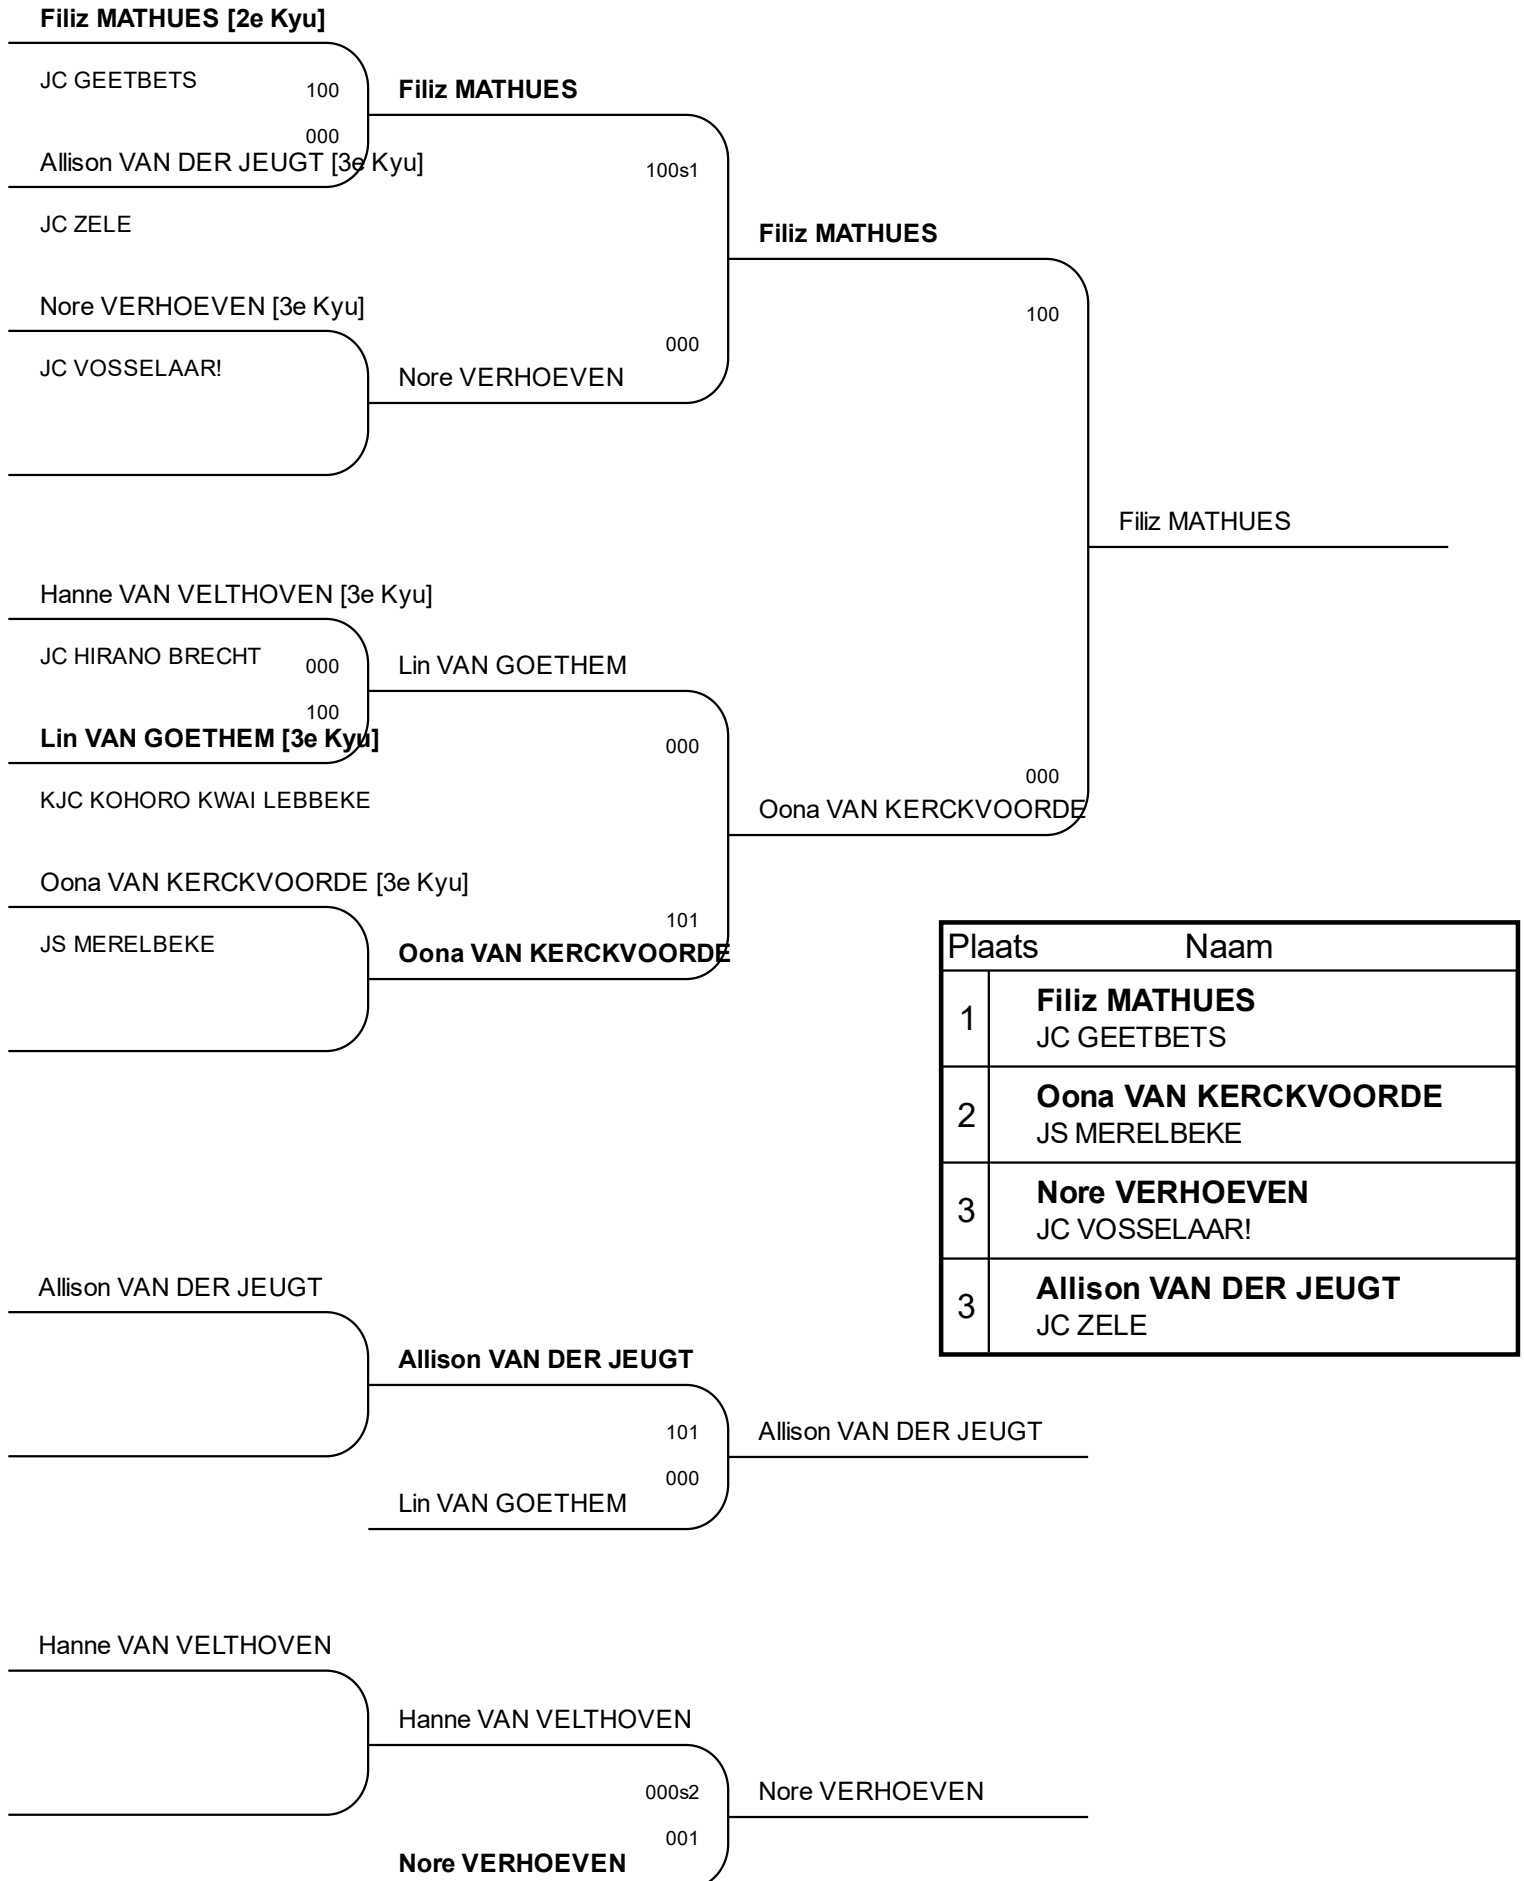 Filiz MATHUES [2e Kyu]
JC GEETBETS
100
Filiz MATHUES
000
Allison VAN DER JEUGT [3e Kyu]
100s1
JC ZELE
Filiz MATHUES
Nore VERHOEVEN [3e Kyu]
100
000
JC VOSSELAAR!
Nore VERHOEVEN
Filiz MATHUES
Hanne VAN VELTHOVEN [3e Kyu]
JC HIRANO BRECHT
000
Lin VAN GOETHEM
100
Lin VAN GOETHEM [3e Kyu]
000
000
KJC KOHORO KWAI LEBBEKE
Oona VAN KERCKVOORDE
Oona VAN KERCKVOORDE [3e Kyu]
101
JS MERELBEKE
Oona VAN KERCKVOORDE
Plaats Naam
1 Filiz MATHUES
JC GEETBETS
2 Oona VAN KERCKVOORDE
JS MERELBEKE
3 Nore VERHOEVEN
JC VOSSELAAR!
3 Allison VAN DER JEUGT
JC ZELE
Allison VAN DER JEUGT
Allison VAN DER JEUGT
101
Allison VAN DER JEUGT
000
Lin VAN GOETHEM
Hanne VAN VELTHOVEN
Hanne VAN VELTHOVEN
000s2
Nore VERHOEVEN
001
Nore VERHOEVEN